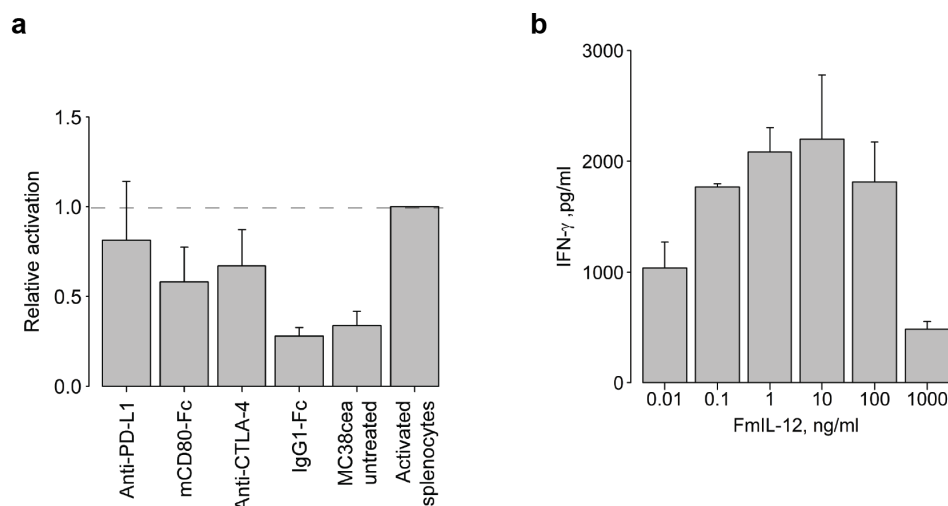 a
1.5
1.0
0.5
0.0
Relative activation
Anti-PD-L1
mCD80-Fc
Anti-CTLA-4
IgG1-Fc
MC38cea
untreated
Activated
splenocytes
b
3000
2000
1000
0
IFN-γ ,pg/ml
0.01 0.1 1 10 100 1000
FmIL-12, ng/ml